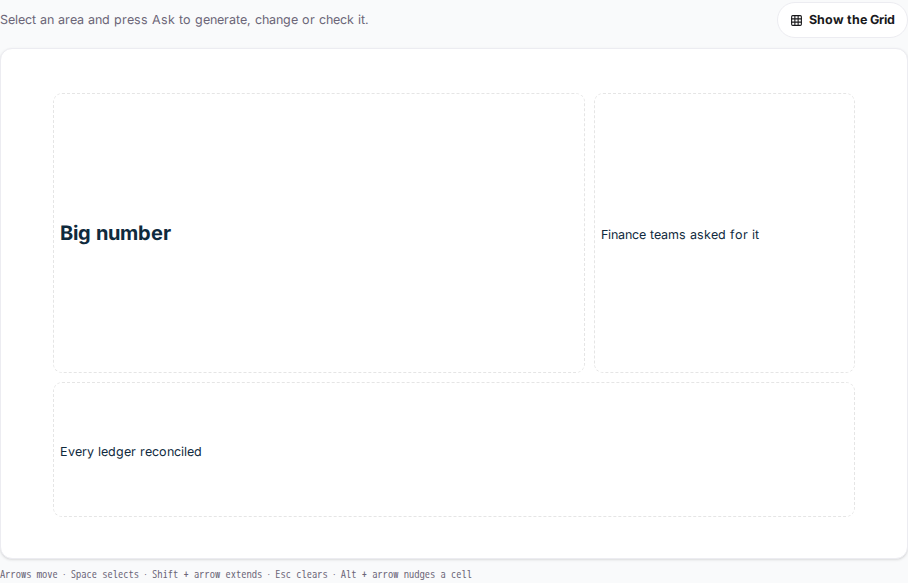 Select an area and press Ask to generate, change or check it.
Show the Grid
Big number
Finance teams asked for it
Every ledger reconciled
Arrows move · Space selects · Shift + arrow extends · Esc clears · Alt + arrow nudges a cell